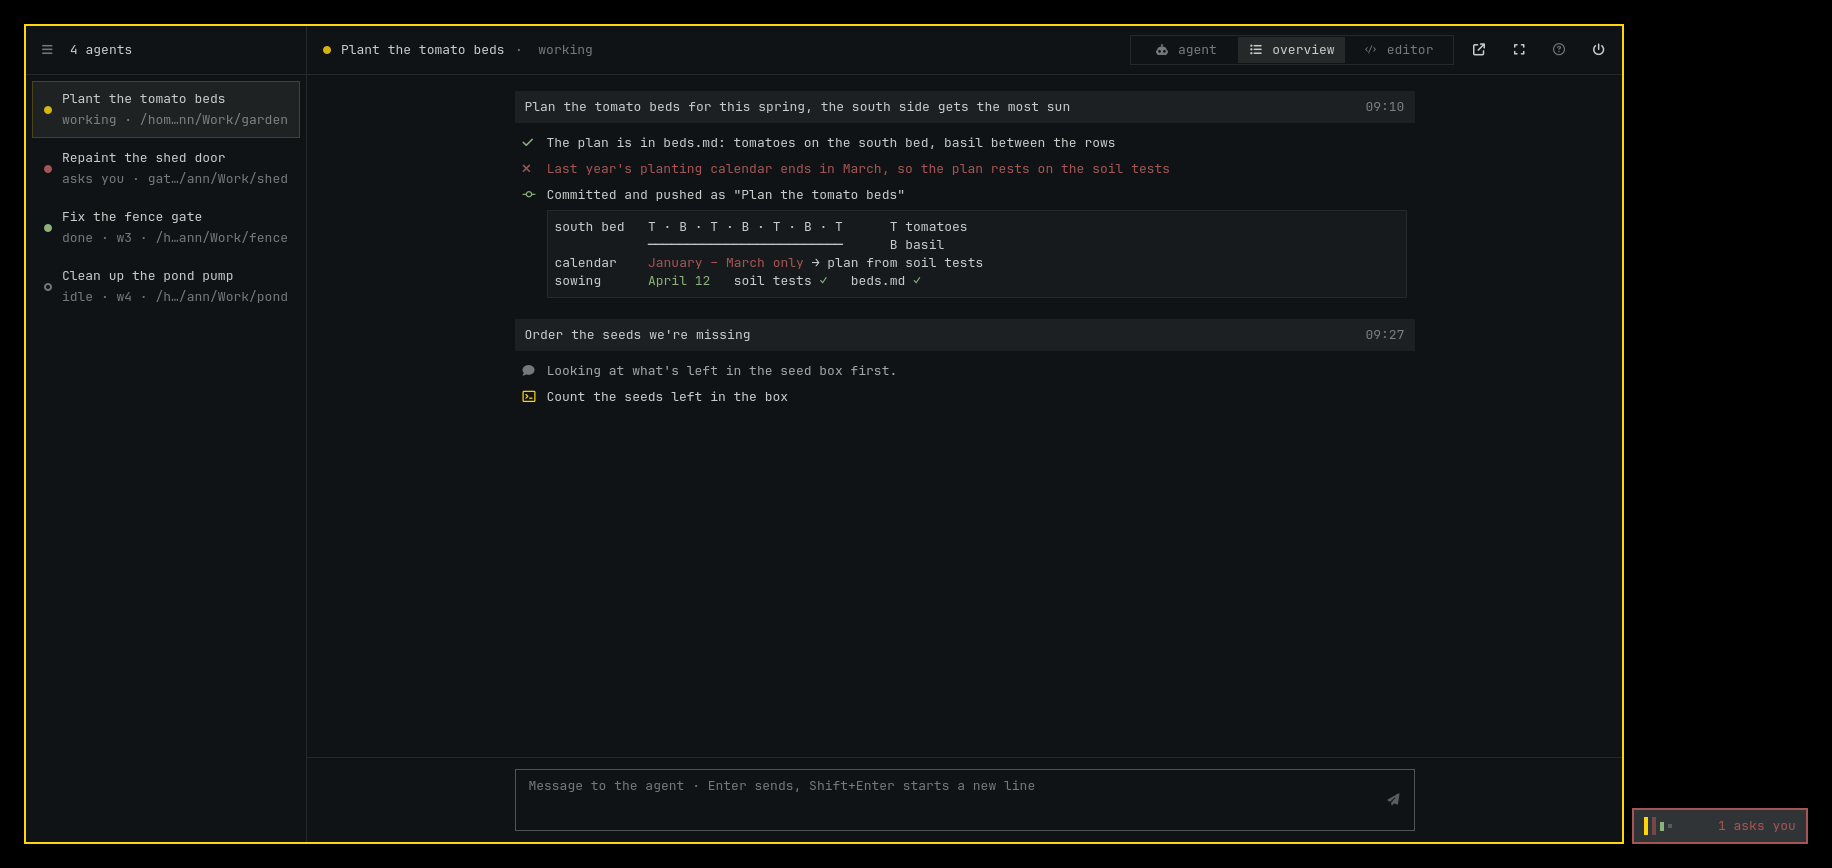 4 agents
Plant the tomato beds · working
agent
overview
editor
Plant the tomato beds
working · /hom…nn/Work/garden
Repaint the shed door
asks you · gat…/ann/Work/shed
Fix the fence gate
done · w3 · /h…ann/Work/fence
Clean up the pond pump
idle · w4 · /h…/ann/Work/pond
Plan the tomato beds for this spring, the south side gets the most sun 09:10
The plan is in beds.md: tomatoes on the south bed, basil between the rows
Last year's planting calendar ends in March, so the plan rests on the soil tests
Committed and pushed as "Plan the tomato beds"
south bed T · B · T · B · T · B · T T tomatoes
B basil
calendar January – March only → plan from soil tests
sowing April 12 soil tests ✓ beds.md ✓
Order the seeds we're missing 09:27
Looking at what's left in the seed box first.
Count the seeds left in the box
Message to the agent · Enter sends, Shift+Enter starts a new line
1 asks you